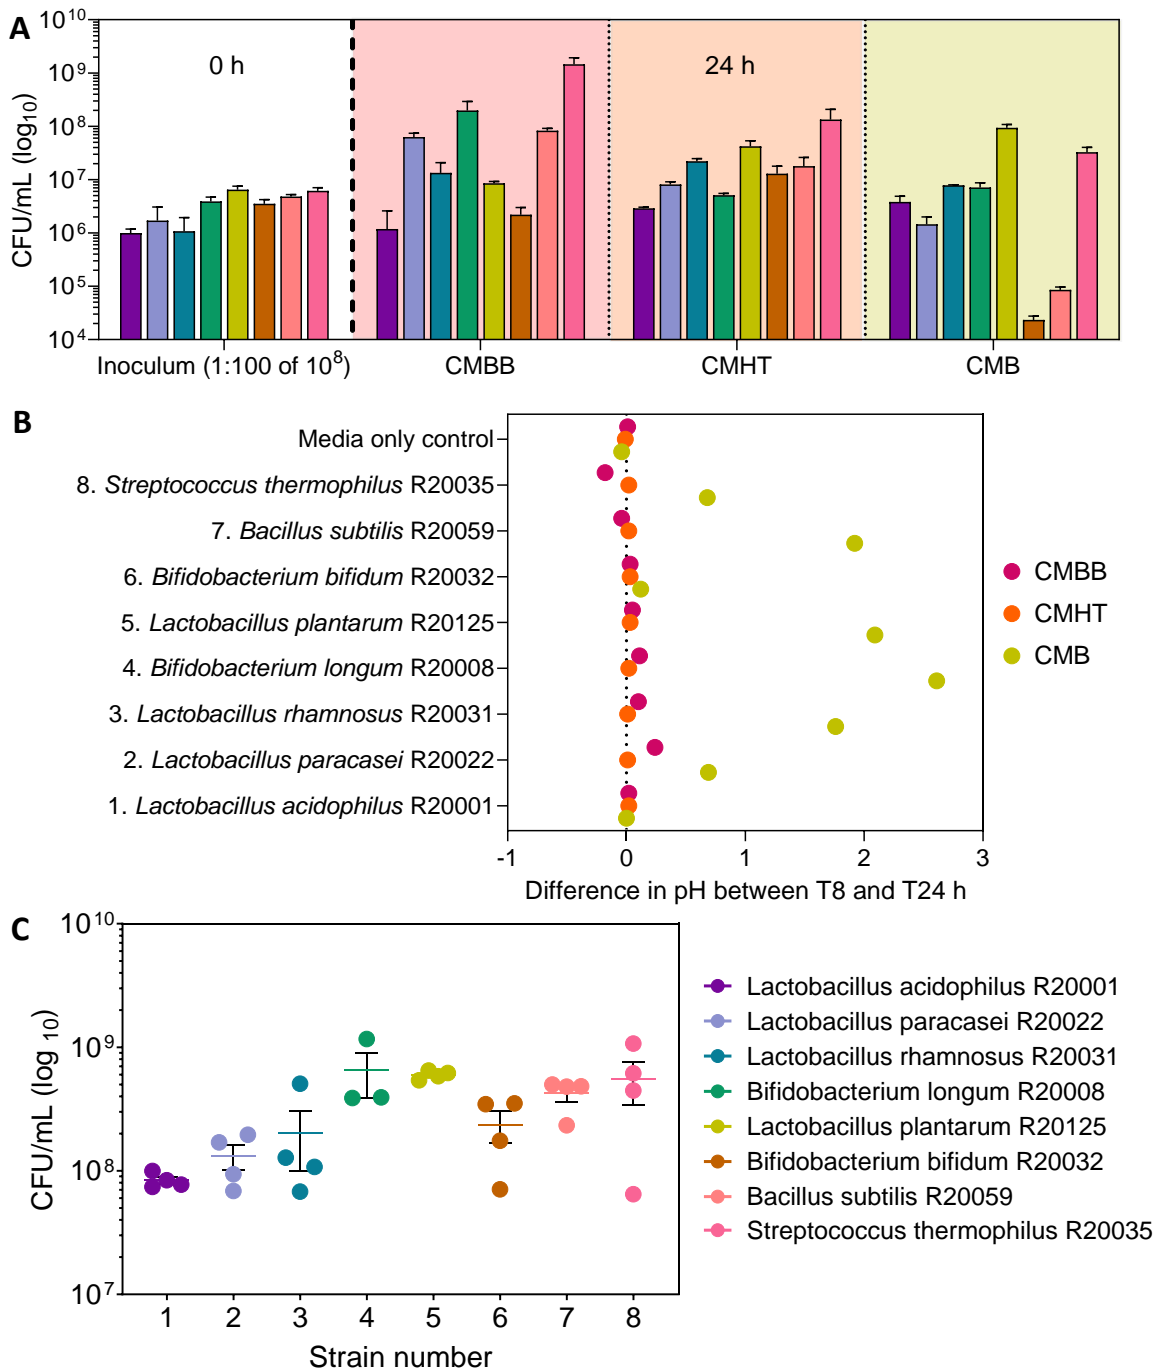 A
CFU/mL (log10)
10^10
10^9
10^8
10^7
10^6
10^5
10^4
0 h
24 h
Inoculum (1:100 of 10^8)
CMBB
CMHT
CMB
B
Media only control
8. Streptococcus thermophilus R20035
7. Bacillus subtilis R20059
6. Bifidobacterium bifidum R20032
5. Lactobacillus plantarum R20125
4. Bifidobacterium longum R20008
3. Lactobacillus rhamnosus R20031
2. Lactobacillus paracasei R20022
1. Lactobacillus acidophilus R20001
-1 0 1 2 3
Difference in pH between T8 and T24 h
CMBB
CMHT
CMB
C
CFU/mL (log 10)
10^10
10^9
10^8
10^7
1 2 3 4 5 6 7 8
Strain number
Lactobacillus acidophilus R20001
Lactobacillus paracasei R20022
Lactobacillus rhamnosus R20031
Bifidobacterium longum R20008
Lactobacillus plantarum R20125
Bifidobacterium bifidum R20032
Bacillus subtilis R20059
Streptococcus thermophilus R20035